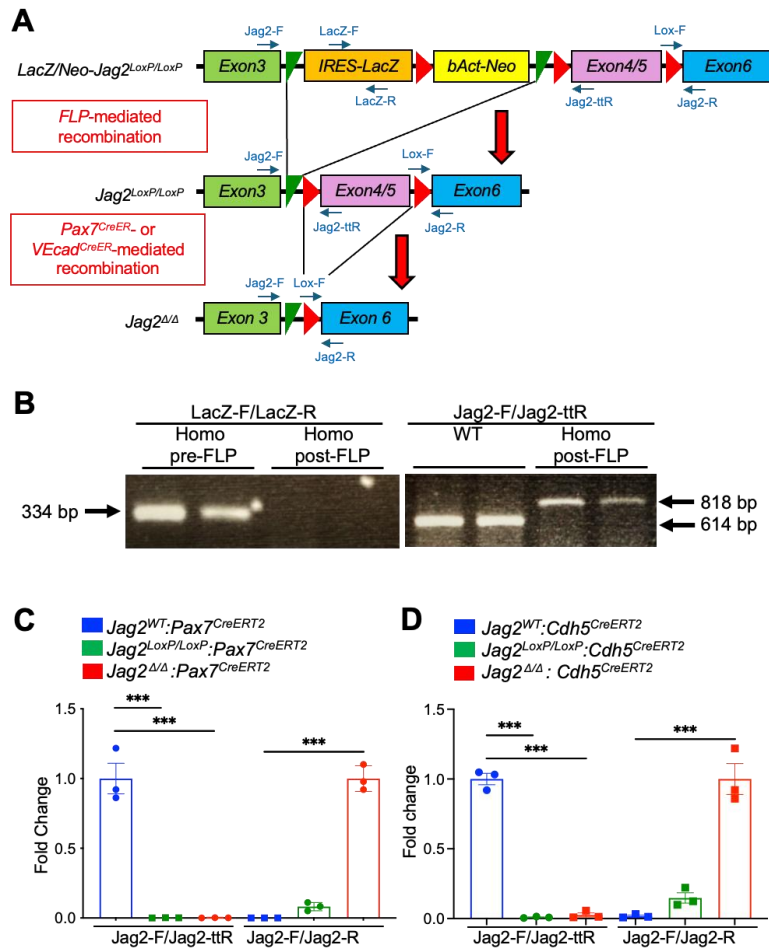 A
Jag2-F
LacZ-F
Lox-F
LacZ/Neo-Jag2LoxP/LoxP
Exon3
IRES-LacZ
bAct-Neo
Exon4/5
Exon6
LacZ-R
Jag2-ttR
Jag2-R
FLP-mediated
recombination
Jag2-F
Lox-F
Jag2LoxP/LoxP
Exon3
Exon4/5
Exon6
Jag2-ttR
Jag2-R
Pax7CreER- or
VEcadCreER-mediated
recombination
Jag2-F
Lox-F
Jag2Δ/Δ
Exon 3
Exon 6
Jag2-R
B
LacZ-F/LacZ-R
Homo
pre-FLP
Homo
post-FLP
Jag2-F/Jag2-ttR
WT
Homo
post-FLP
334 bp
818 bp
614 bp
C
Jag2WT:Pax7CreERT2
Jag2LoxP/LoxP:Pax7CreERT2
Jag2Δ/Δ:Pax7CreERT2
Fold Change
1.5
1.0
0.5
0.0
***
***
***
Jag2-F/Jag2-ttR
Jag2-F/Jag2-R
D
Jag2WT:Cdh5CreERT2
Jag2LoxP/LoxP:Cdh5CreERT2
Jag2Δ/Δ: Cdh5CreERT2
Fold Change
1.5
1.0
0.5
0.0
***
***
***
Jag2-F/Jag2-ttR
Jag2-F/Jag2-R